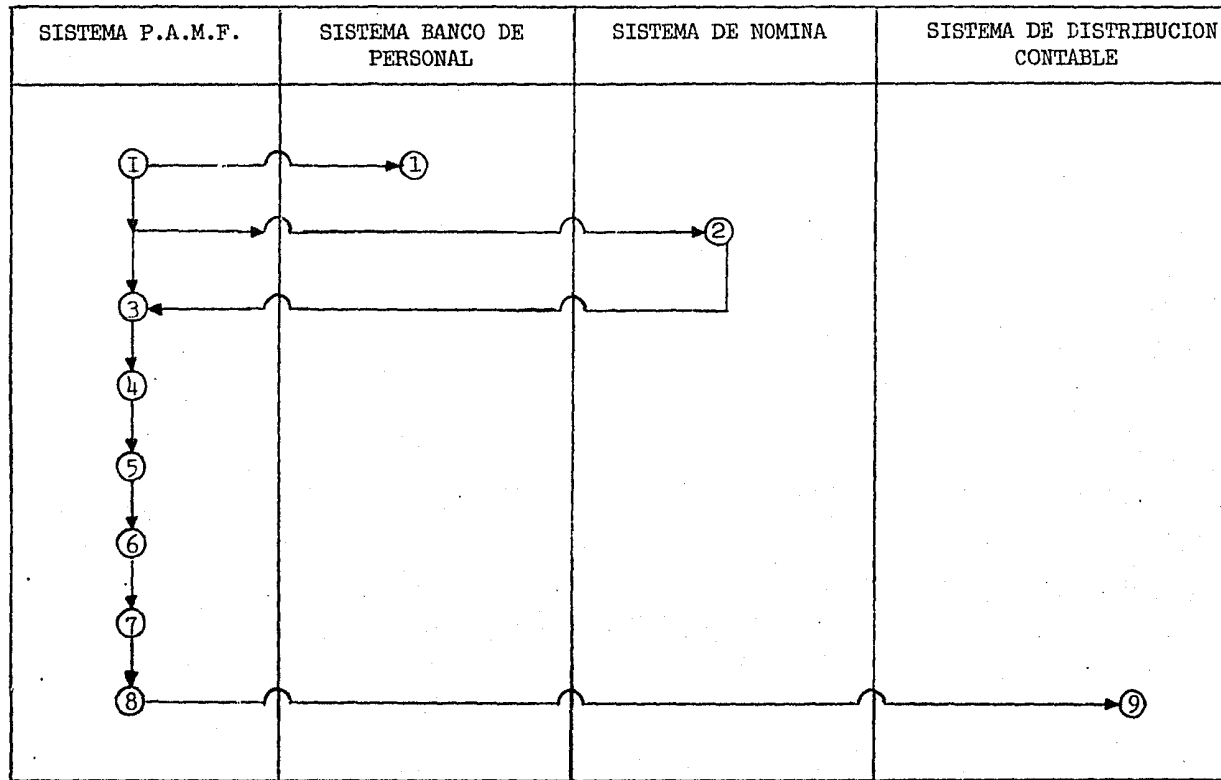 SISTEMA P.A.M.F.
SISTEMA BANCO DE
PERSONAL
SISTEMA DE NOMINA
SISTEMA DE DISTRIBUCION
CONTABLE
I
1
2
3
4
5
6
7
8
9